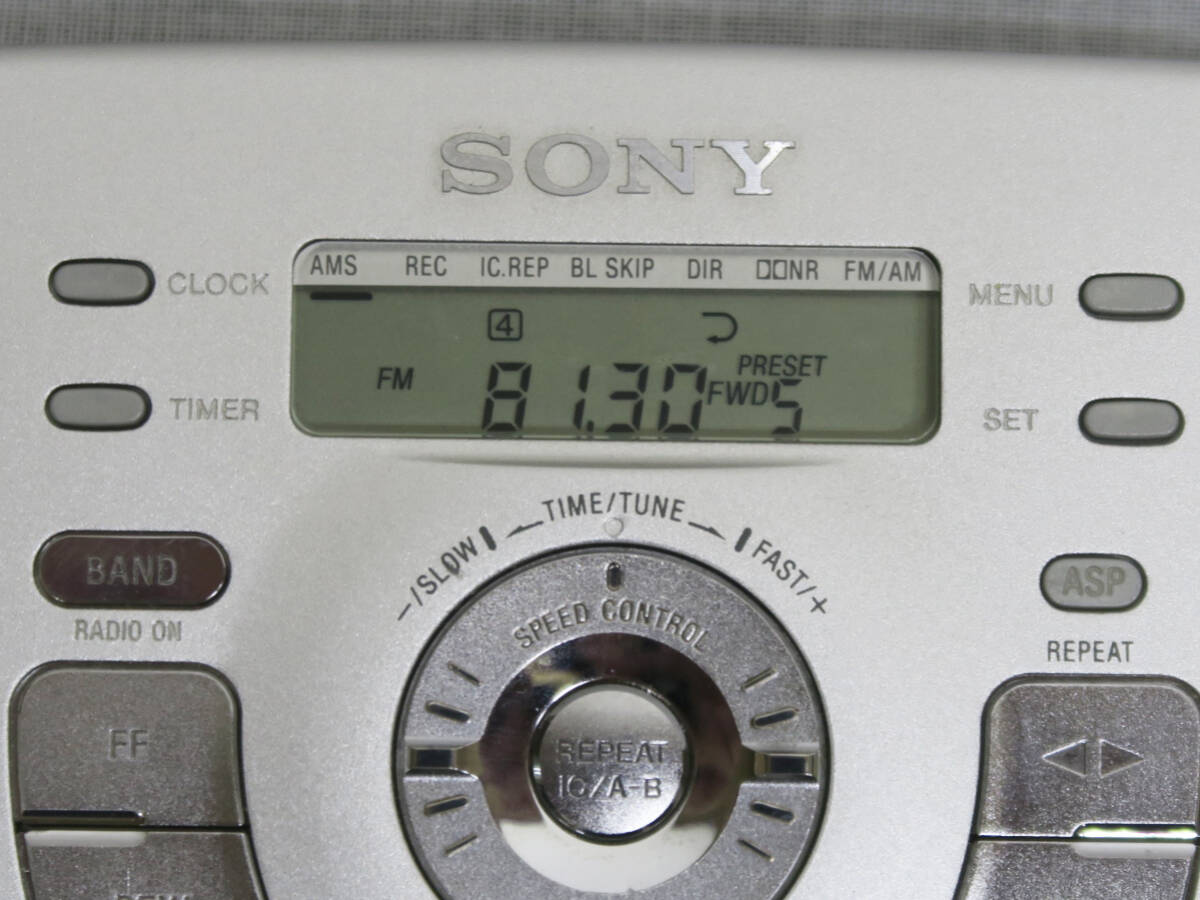 SONY
CLOCK
AMS REC IC.REP BL SKIP DIR NR FM/AM
MENU
4
PRESET
TIMER
FM 81.30 FWD 5
SET
TIME/TUNE
-/SLOW
FAST/+
BAND
RADIO ON
ASP
REPEAT
SPEED CONTROL
FF
REPEAT
IC/A-B